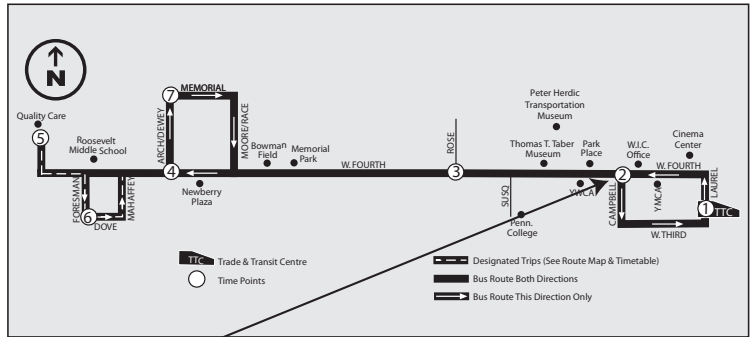 N
Quality Care
5
Roosevelt
Middle School
FORESMAN
6
DOVE
MAHAFFEY
7
MEMORIAL
ARCH/DEWEY
MOORE/RACE
4
Newberry
Plaza
Bowman
Field
Memorial
Park
W. FOURTH
ROSE
3
SUSQ
Penn.
College
Peter Herdic
Transportation
Museum
Thomas T. Taber
Museum
Park
Place
YWCA
2
CAMPBELL
W.I.C.
Office
YMCA
Cinema
Center
W. FOURTH
LAUREL
1
TTC
W. THIRD
TTC Trade & Transit Centre
Time Points
Designated Trips (See Route Map & Timetable)
Bus Route Both Directions
Bus Route This Direction Only